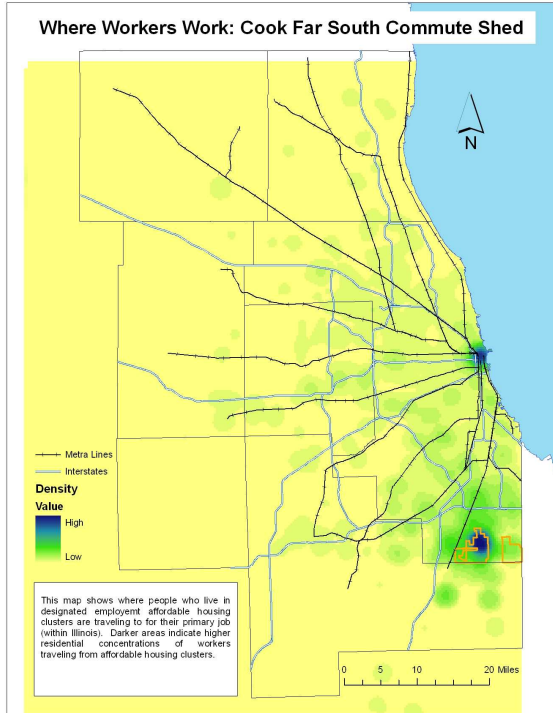 Where Workers Work: Cook Far South Commute Shed
N
Metra Lines
Interstates
Density
Value
High
Low
This map shows where people who live in
designated employemt affordable housing
clusters are traveling to for their primary job
(within Illinois). Darker areas indicate higher
residential concentrations of workers
traveling from affordable housing clusters.
0 5 10 20 Miles